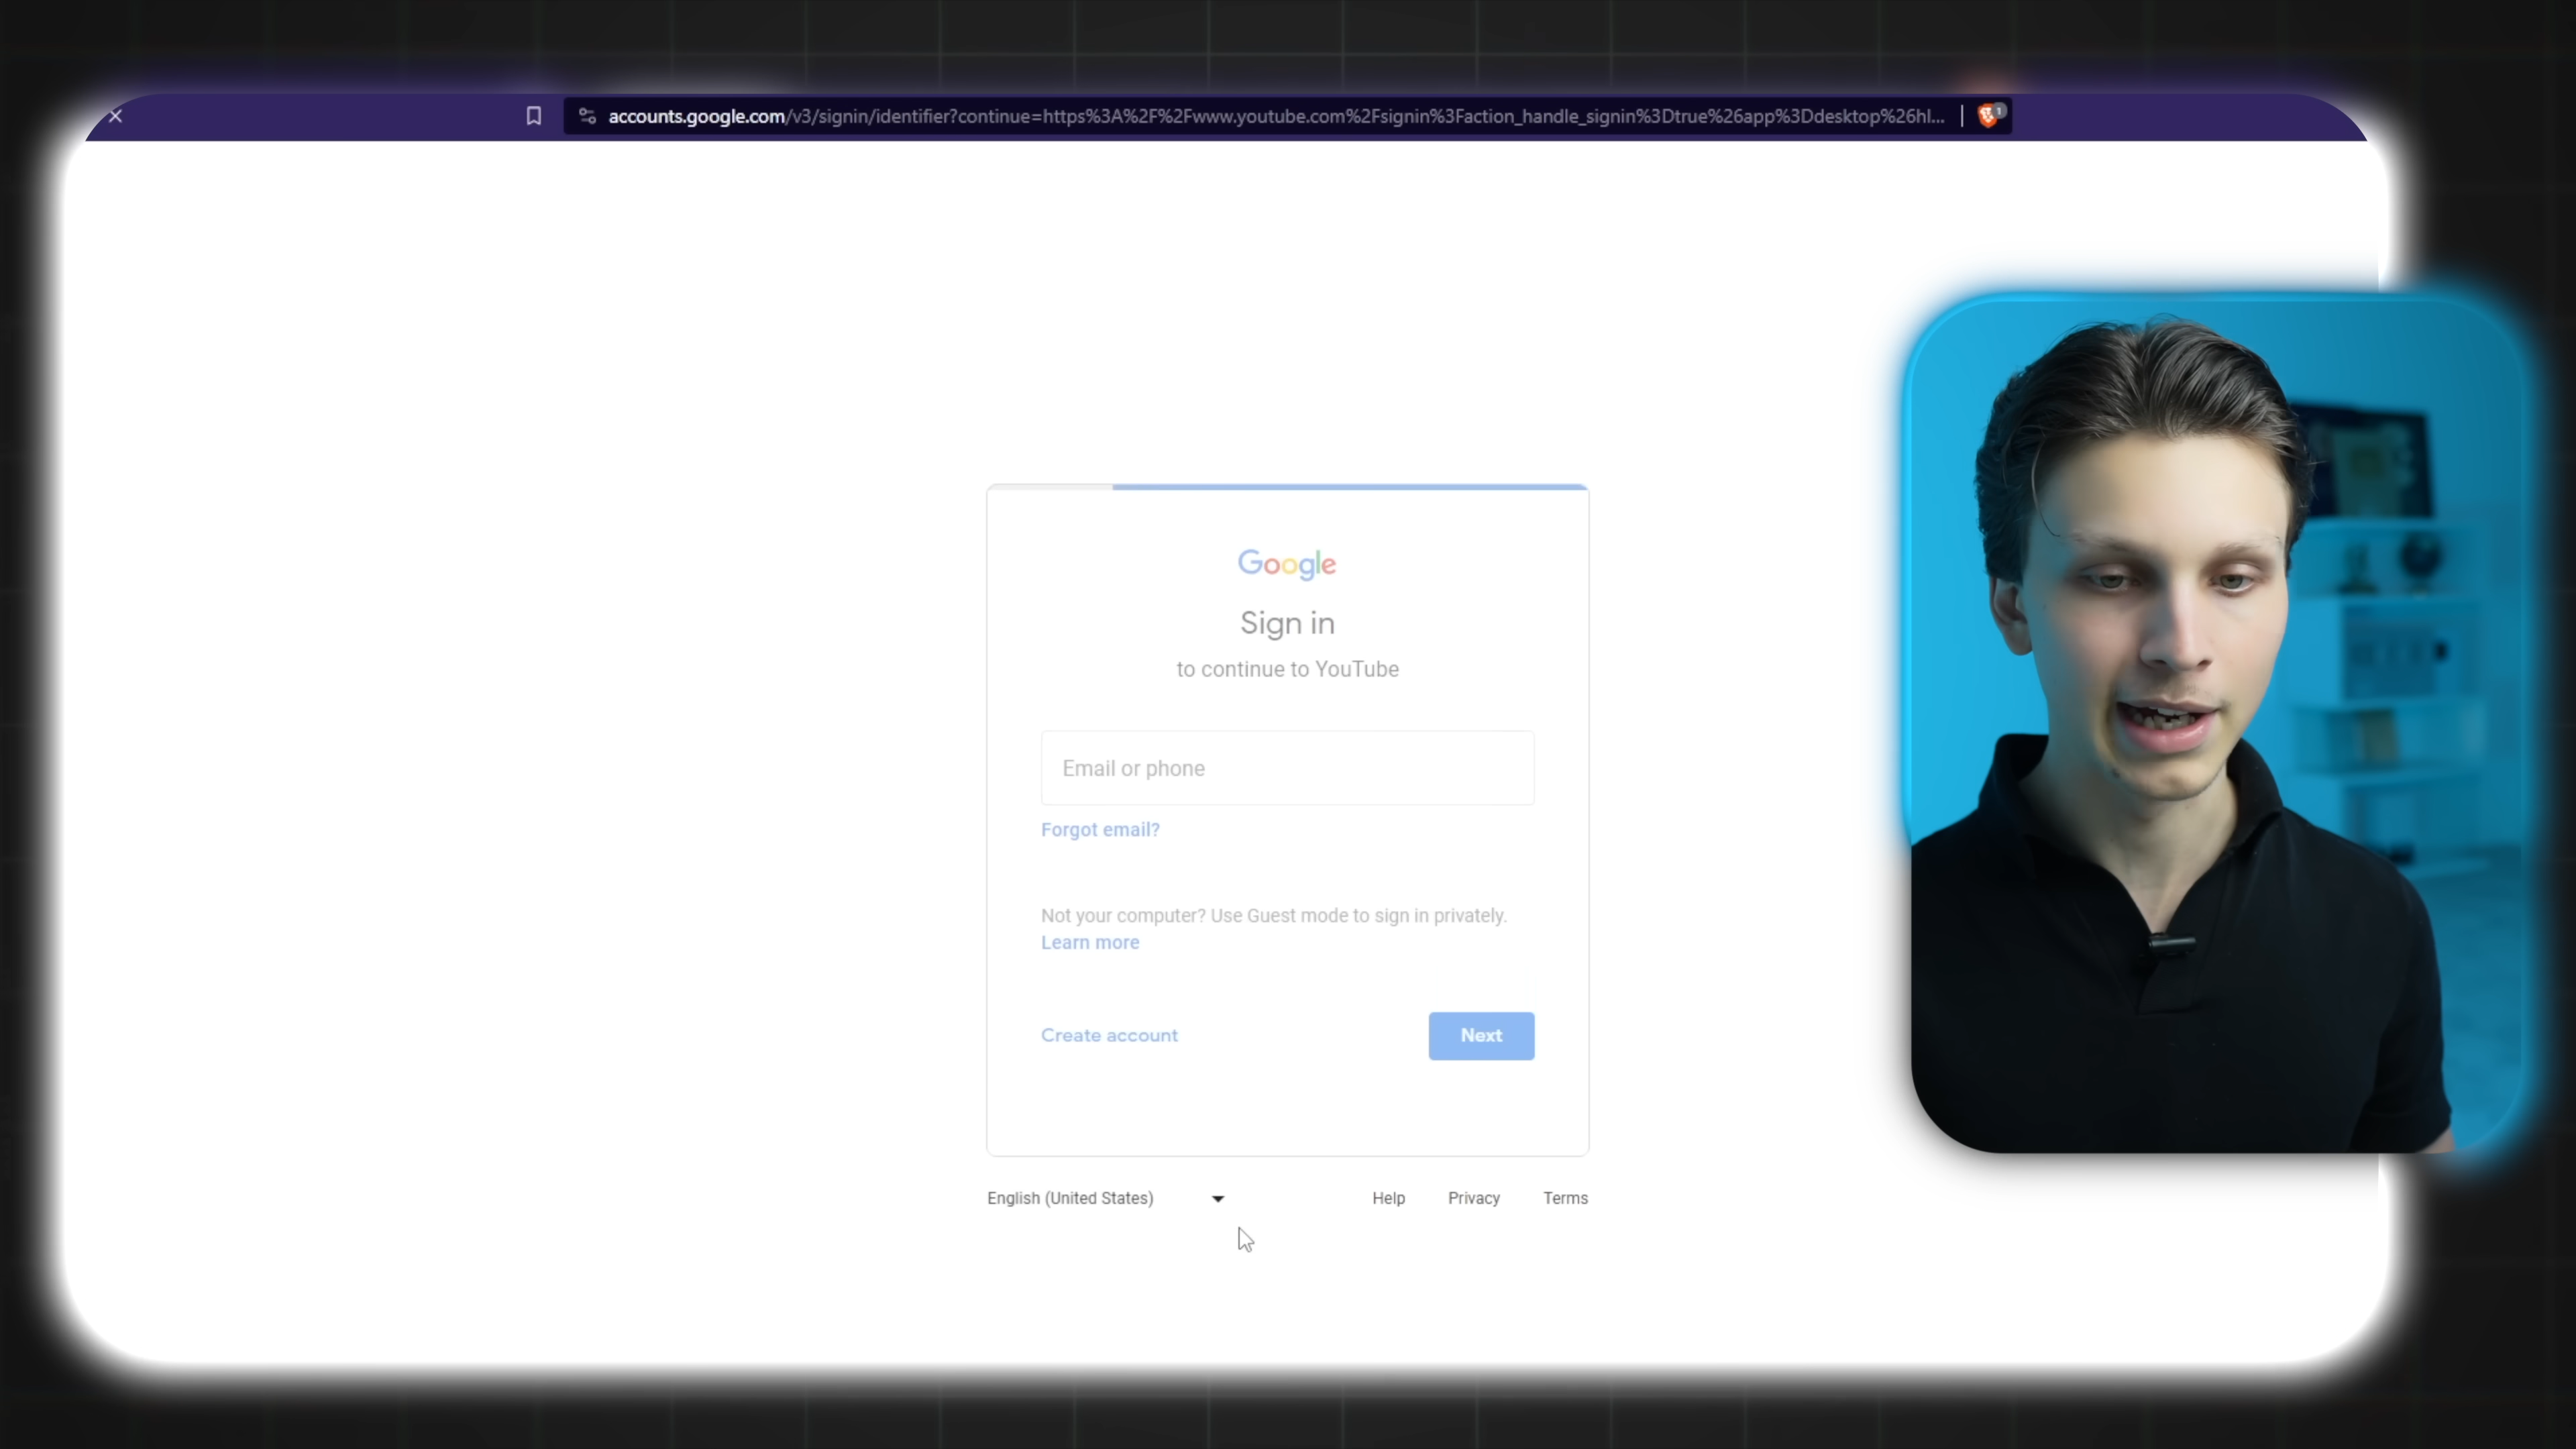 accounts.google.com/v3/signin/identifier?continue=https%3A%2F%2Fwww.youtube.com%2Fsignin%3Faction_handle_signin%3Dtrue%26app%3Ddesktop%26hl...
1
Google
Sign in
to continue to YouTube
Email or phone
Forgot email?
Not your computer? Use Guest mode to sign in privately.
Learn more
Create account
Next
English (United States)
Help
Privacy
Terms